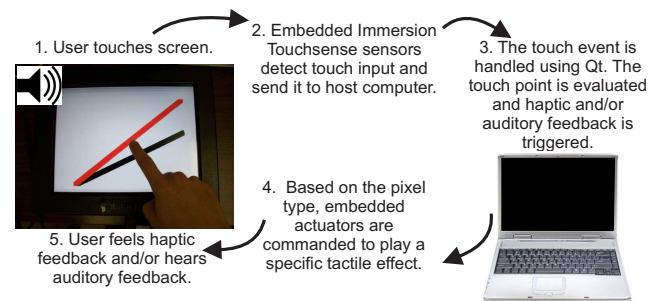 1. User touches screen.
2. Embedded Immersion
Touchsense sensors
detect touch input and
send it to host computer.
3. The touch event is
handled using Qt. The
touch point is evaluated
and haptic and/or
auditory feedback is
triggered.
4. Based on the pixel
type, embedded
actuators are
commanded to play a
specific tactile effect.
5. User feels haptic
feedback and/or hears
auditory feedback.